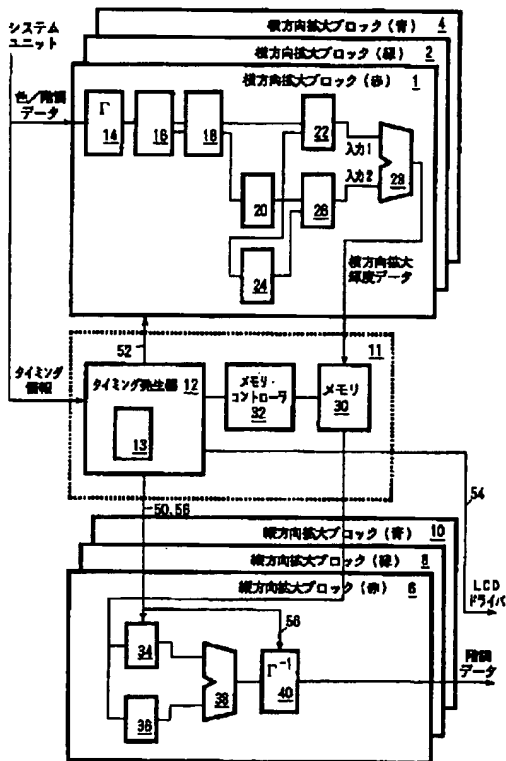 システム
ユニット
横方向拡大ブロック（青） 4
横方向拡大ブロック（緑） 2
横方向拡大ブロック（赤） 1
色／階調
データ
Γ
14
16
18
22
入力1
28
20
26
入力2
24
横方向拡大
輝度データ
52
11
タイミング
情報
タイミング発生器 12
13
メモリ・
コントローラ
32
メモリ
30
50,56
54
縦方向拡大ブロック（青） 10
縦方向拡大ブロック（緑） 8
縦方向拡大ブロック（赤） 6
LCD
ドライバ
56
34
36
38
Γ⁻¹
40
階調
データ